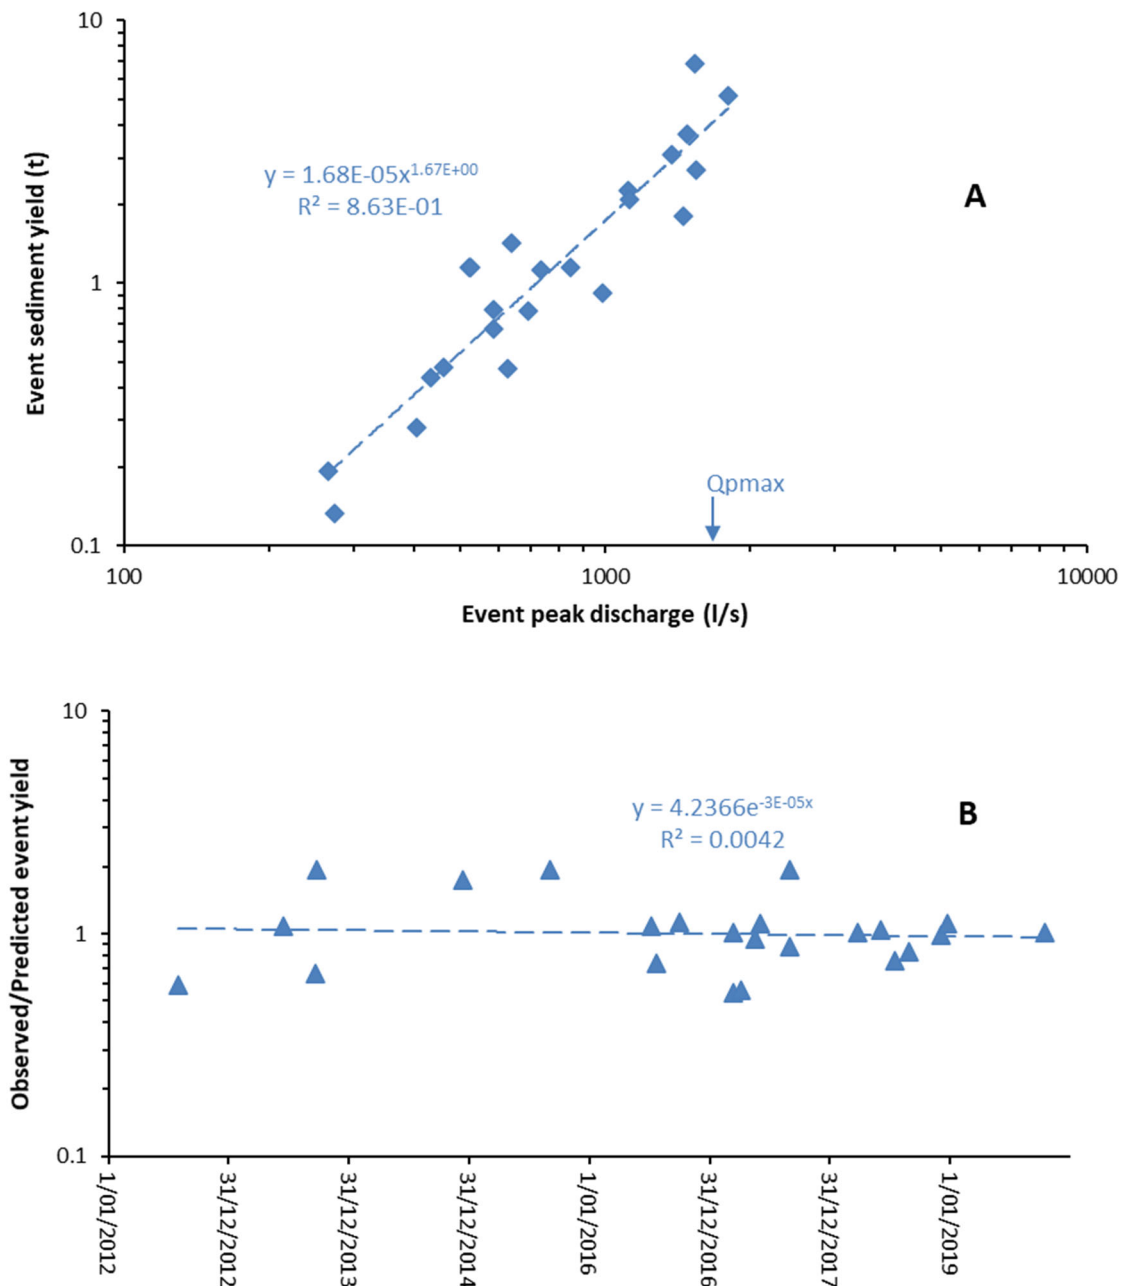 10
1
0.1
Event sediment yield (t)
y = 1.68E-05x^1.67E+00
R² = 8.63E-01
A
Qpmax
100
1000
10000
Event peak discharge (l/s)
10
1
0.1
Observed/Predicted event yield
y = 4.2366e^-3E-05x
R² = 0.0042
B
1/01/2012
31/12/2012
31/12/2013
31/12/2014
1/01/2016
31/12/2016
31/12/2017
1/01/2019